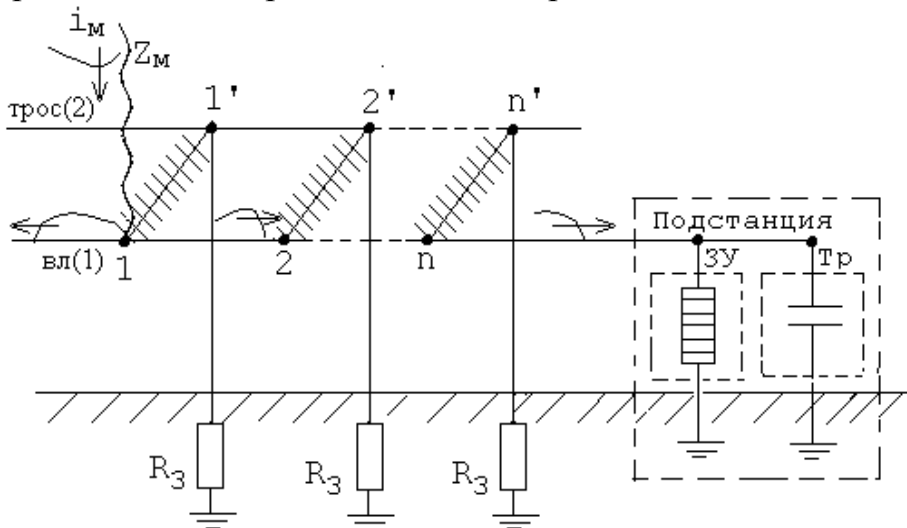 iм
Zм
1'
2'
n'
трос(2)
Подстанция
вл(1)
1
2
n
ЗУ
Тр
RЗ
RЗ
RЗ